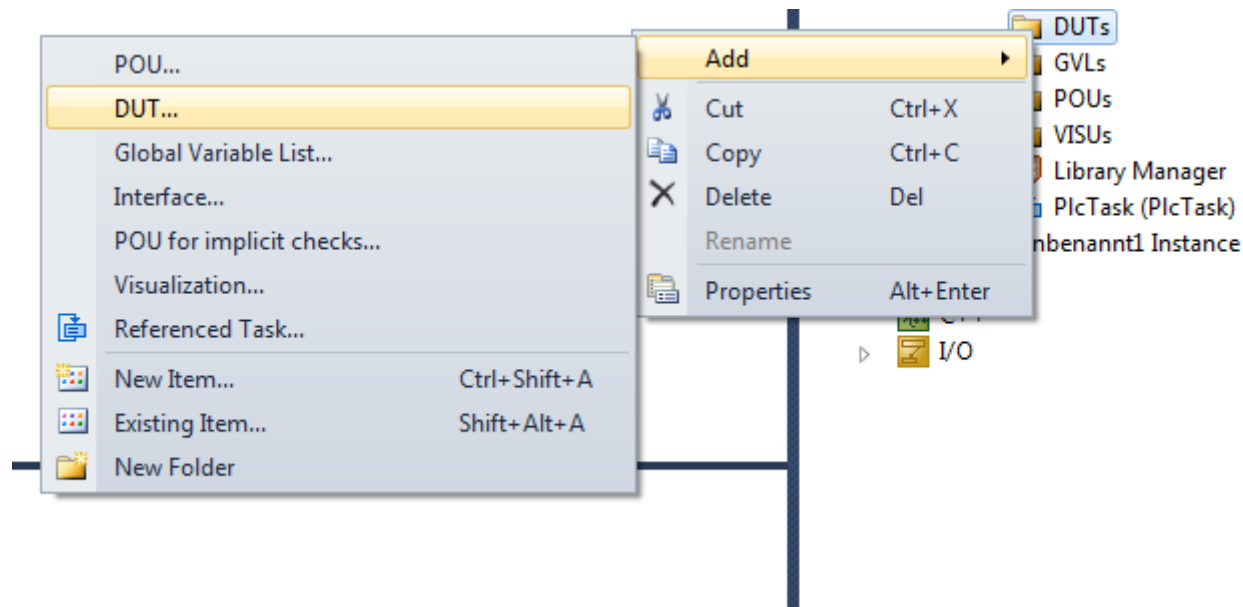 POU...
DUT...
Global Variable List...
Interface...
POU for implicit checks...
Visualization...
Referenced Task...
New Item... Ctrl+Shift+A
Existing Item... Shift+Alt+A
New Folder
Add
Cut Ctrl+X
Copy Ctrl+C
Delete Del
Rename
Properties Alt+Enter
DUTs
GVLs
POUs
VISUs
Library Manager
PlcTask (PlcTask)
nbenannt1 Instance
I/O